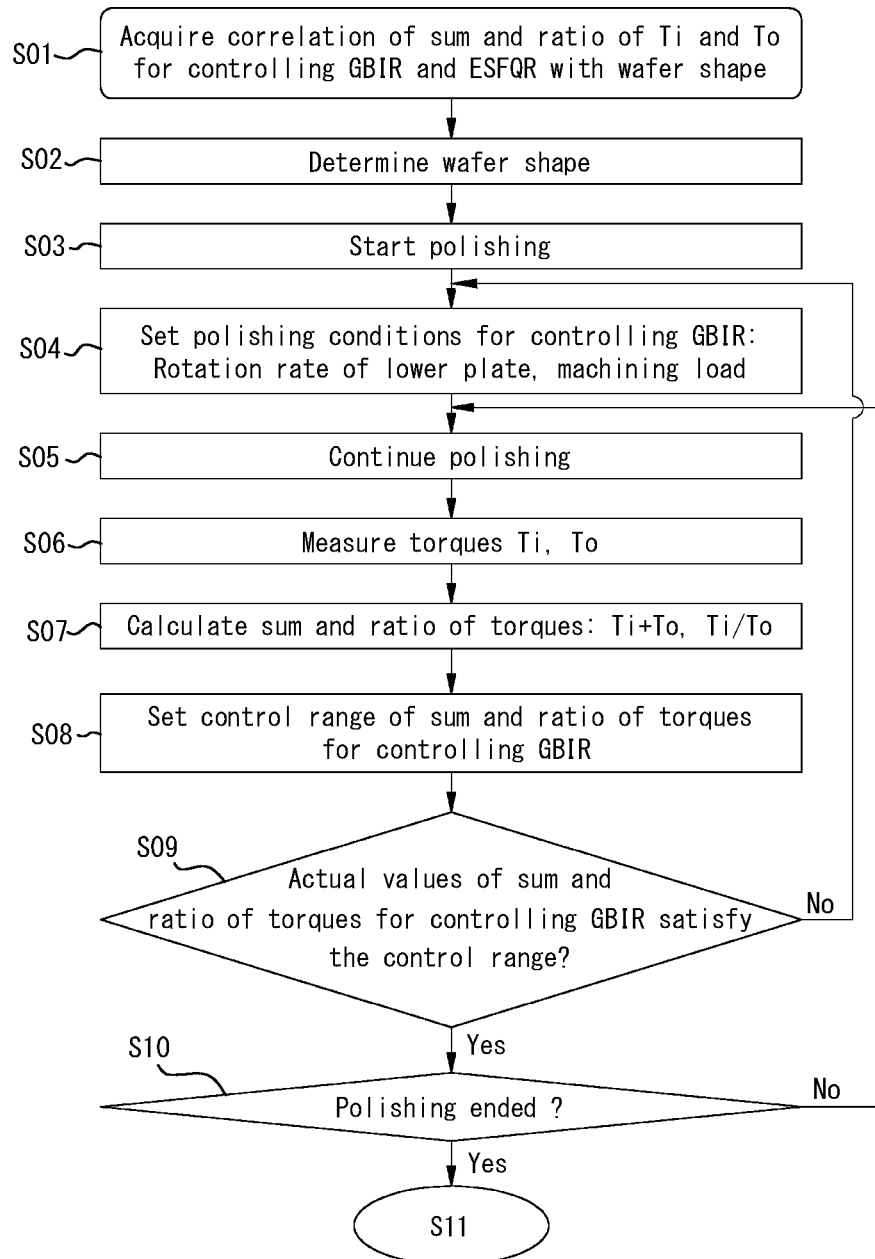 S01
Acquire correlation of sum and ratio of Ti and To
for controlling GBIR and ESFQR with wafer shape
S02
Determine wafer shape
S03
Start polishing
S04
Set polishing conditions for controlling GBIR:
Rotation rate of lower plate, machining load
S05
Continue polishing
S06
Measure torques Ti, To
S07
Calculate sum and ratio of torques: Ti+To, Ti/To
S08
Set control range of sum and ratio of torques
for controlling GBIR
S09
Actual values of sum and
ratio of torques for controlling GBIR satisfy
the control range?
No
Yes
S10
Polishing ended ?
No
Yes
S11